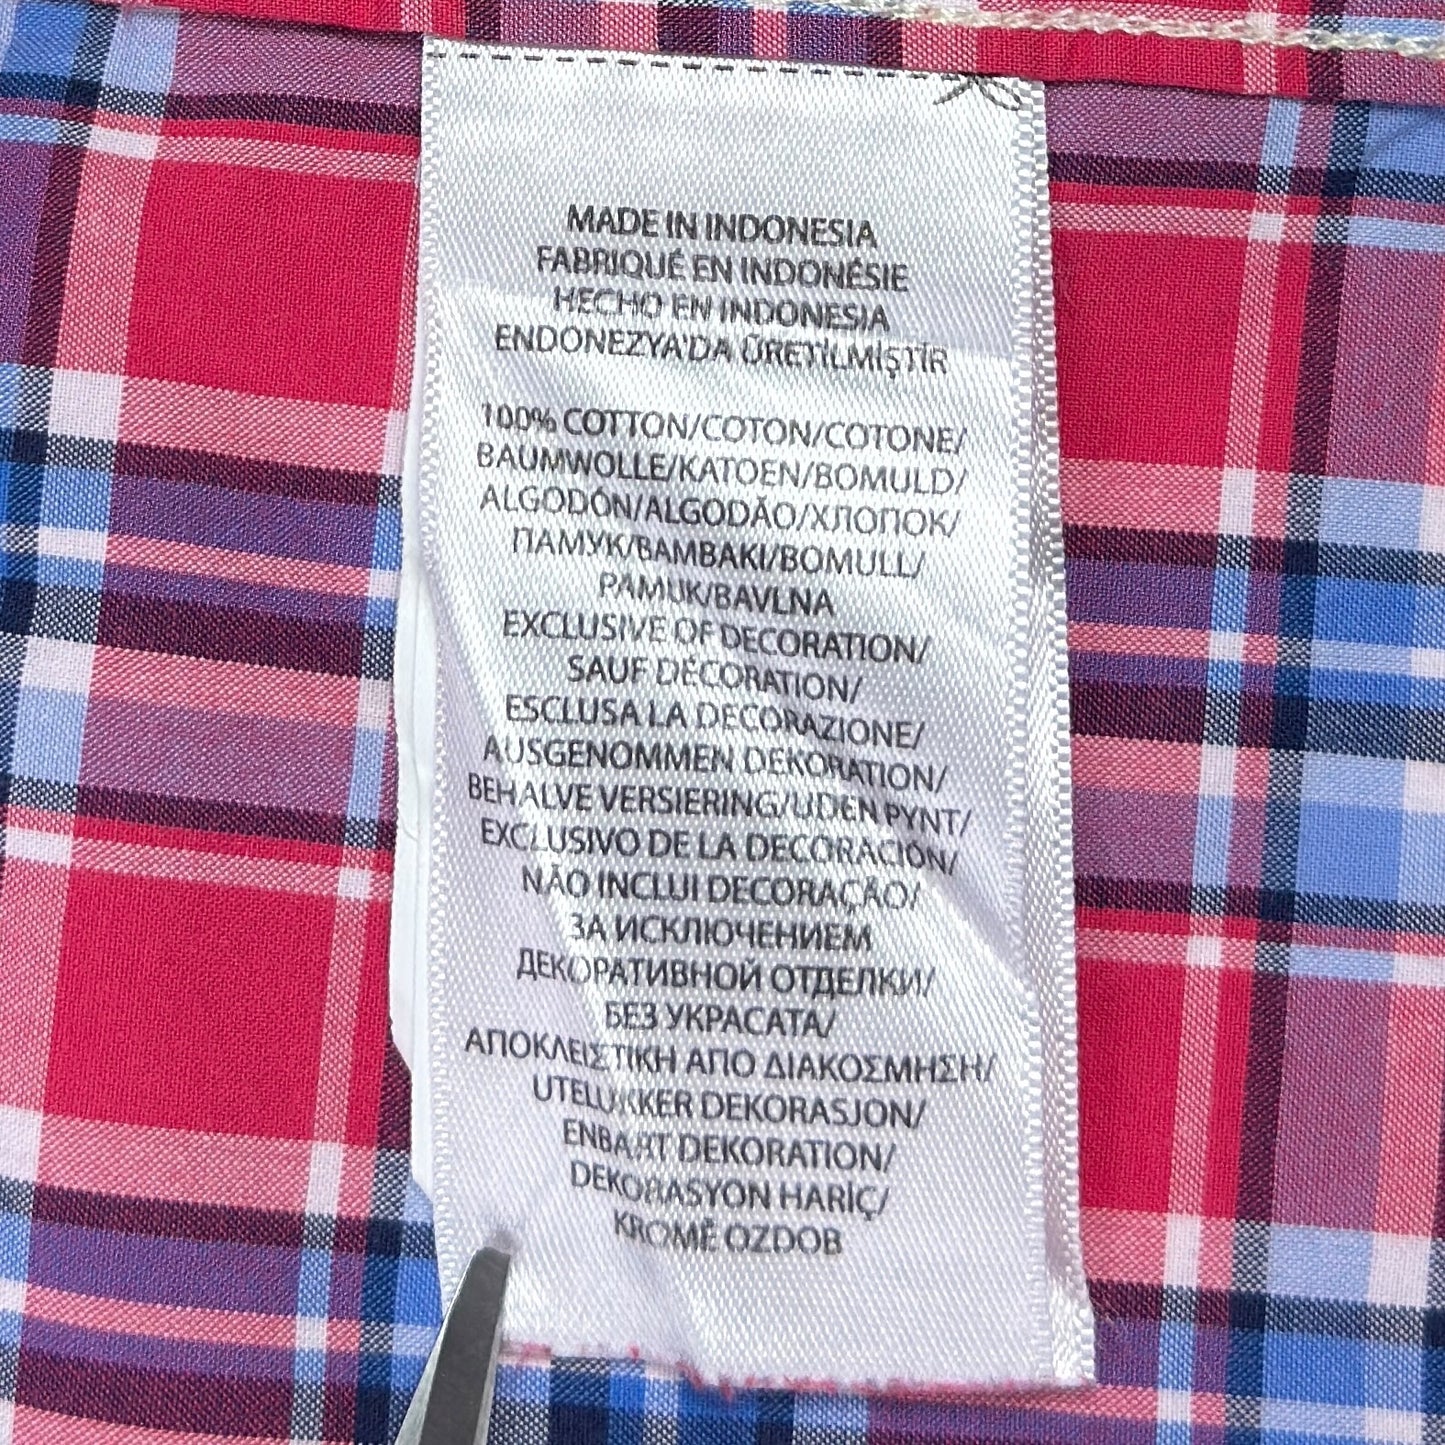 MADE IN INDONESIA
FABRIQUÉ EN INDONÉSIE
HECHO EN INDONESIA
ENDONEZYA'DA ÜRETİLMİŞTİR
100% COTTON/COTON/COTONE/
BAUMWOLLE/KATOEN/BOMULD/
ALGODÓN/ALGODÃO/ХЛОПОК/
ПАМУК/BAMBAKI/BOMULL/
PAMUK/BAVLNA
EXCLUSIVE OF DECORATION/
SAUF DÉCORATION/
ESCLUSA LA DECORAZIONE/
AUSGENOMMEN DEKORATION/
BEHALVE VERSIERING/UDEN PYNT/
EXCLUSIVO DE LA DECORACIÓN/
NÃO INCLUI DECORAÇÃO/
ЗА ИСКЛЮЧЕНИЕМ
ДЕКОРАТИВНОЙ ОТДЕЛКИ/
БЕЗ УКРАСАТА/
ΑΠΟΚΛΕΙΣΤΙΚΗ ΑΠΟ ΔΙΑΚΟΣΜΗΣΗ/
UTELUKKER DEKORASJON/
ENBART DEKORATION/
DEKORASYON HARİÇ/
KROMĚ OZDOB